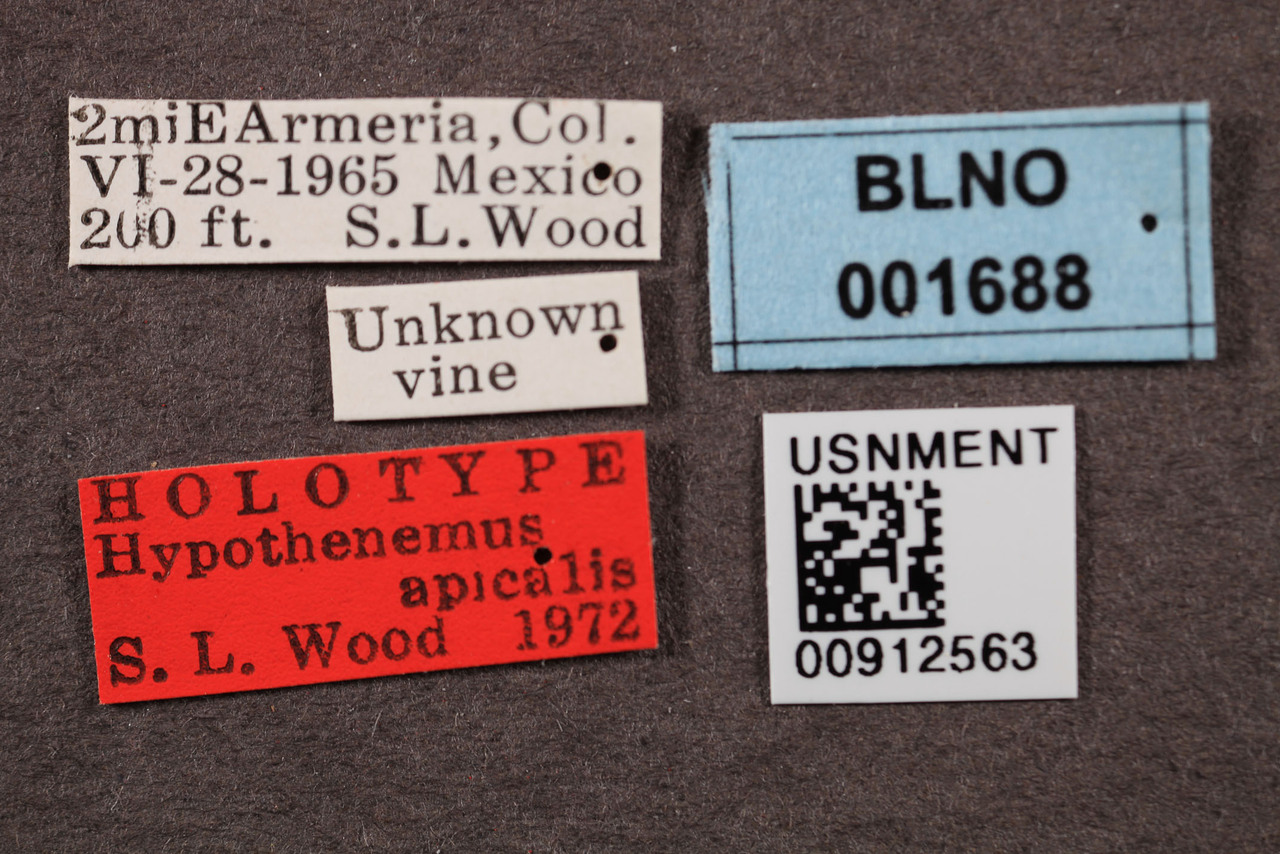 2miEArmeria, Col.
VI-28-1965 Mexico
200 ft. S.L. Wood
Unknown
vine
HOLOTYPE
Hypothenemus
apicalis
S. L. Wood 1972
BLNO
001688
USNMENT
00912563